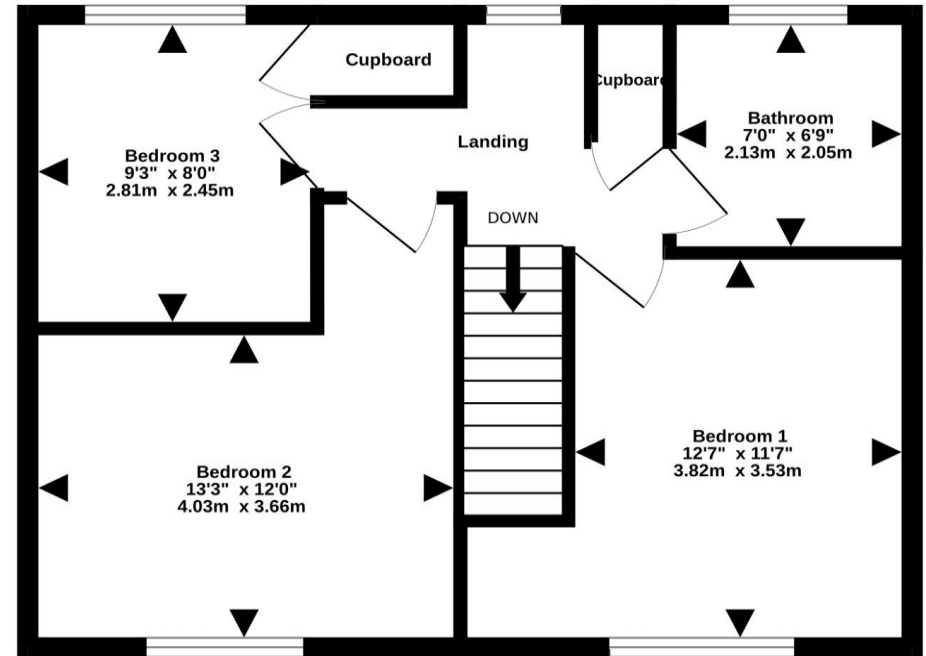 Cupboard
Cupboard
Bathroom
7'0" x 6'9"
2.13m x 2.05m
Landing
Bedroom 3
9'3" x 8'0"
2.81m x 2.45m
DOWN
Bedroom 1
12'7" x 11'7"
3.82m x 3.53m
Bedroom 2
13'3" x 12'0"
4.03m x 3.66m